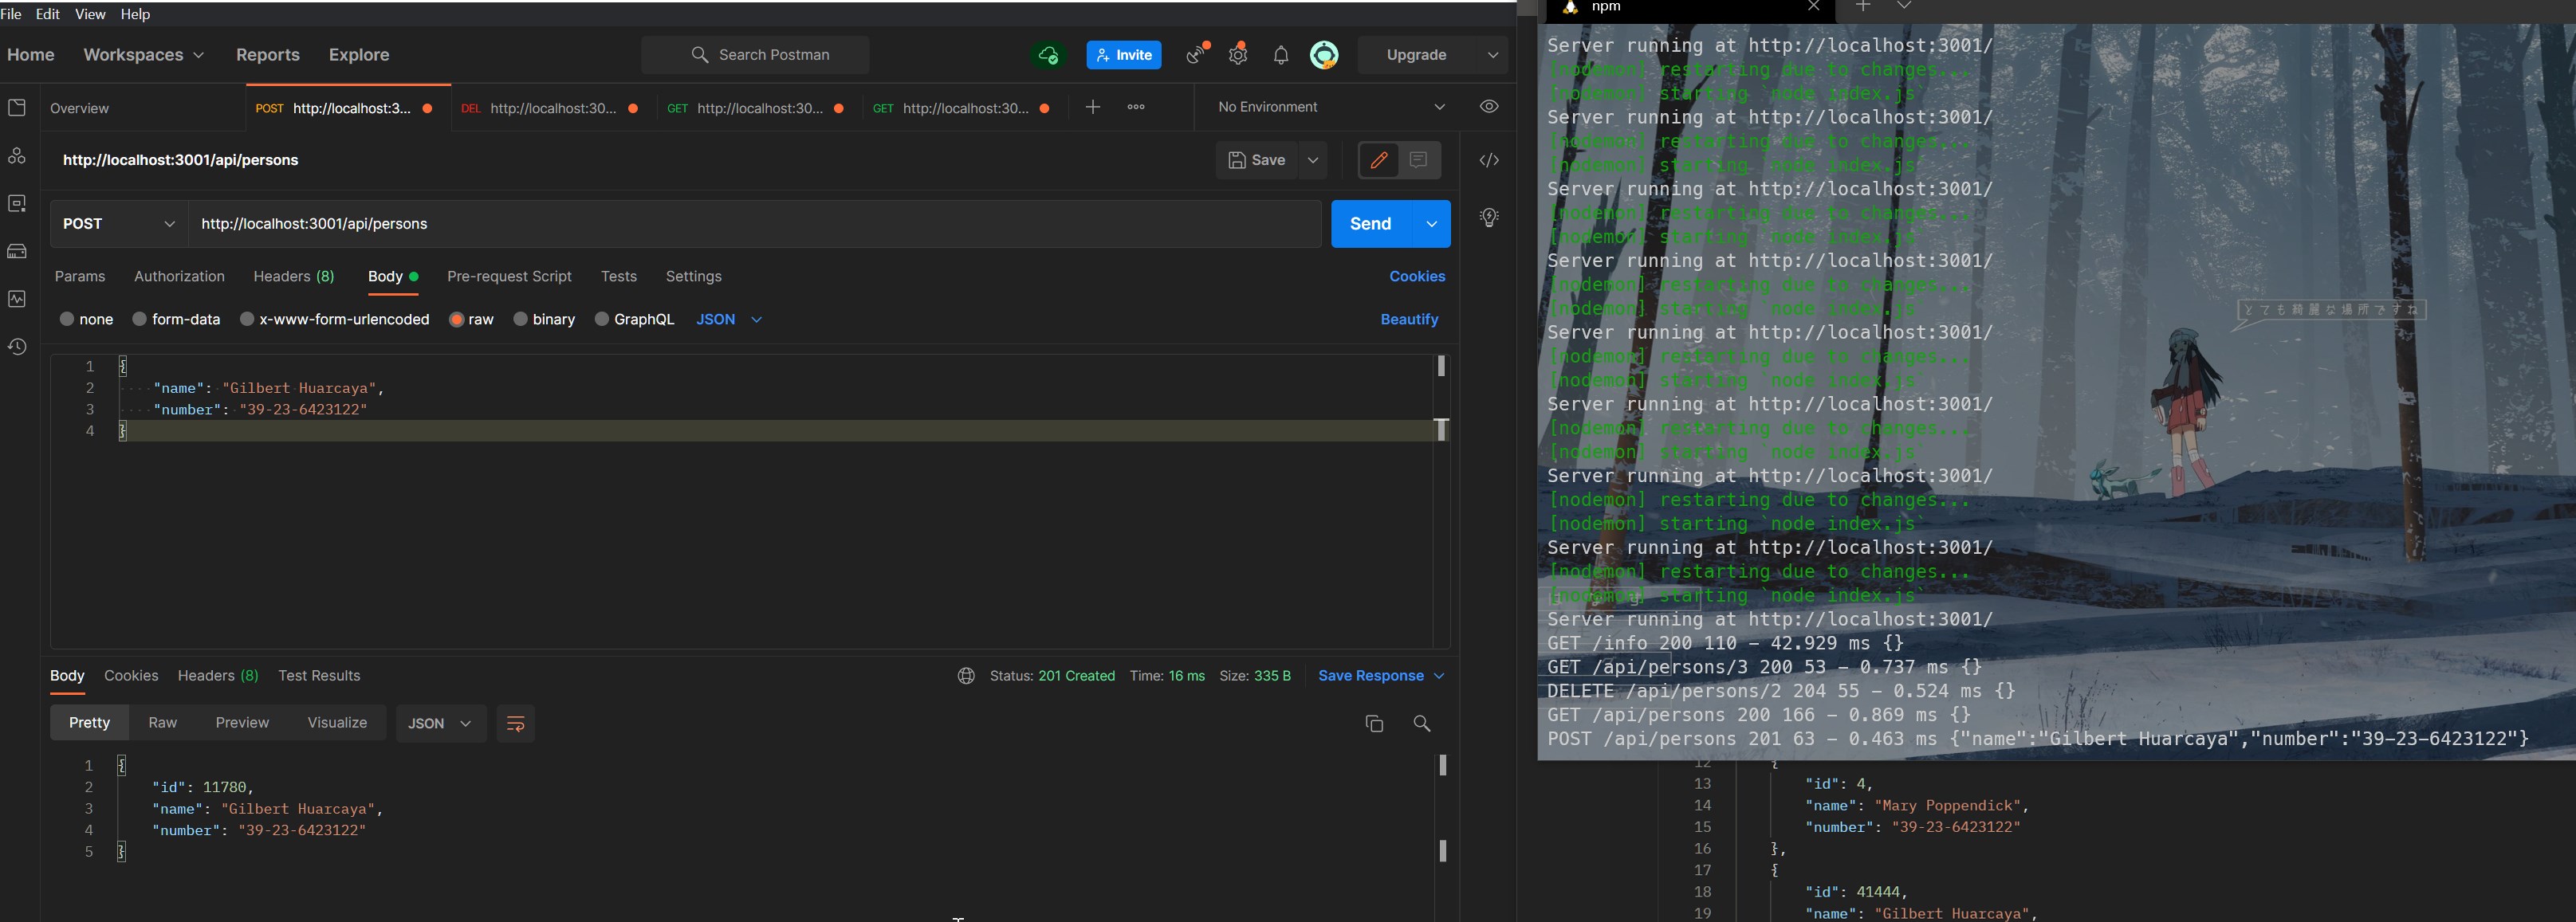 File Edit View Help
Home Workspaces Reports Explore Search Postman Invite Upgrade
Overview POST http://localhost:3... DEL http://localhost:30... GET http://localhost:30... GET http://localhost:30... No Environment
http://localhost:3001/api/persons Save
POST http://localhost:3001/api/persons Send
Params Authorization Headers (8) Body Pre-request Script Tests Settings Cookies
none form-data x-www-form-urlencoded raw binary GraphQL JSON Beautify
1 {
2 "name": "Gilbert Huarcaya",
3 "number": "39-23-6423122"
4 }
Body Cookies Headers (8) Test Results Status: 201 Created Time: 16 ms Size: 335 B Save Response
Pretty Raw Preview Visualize JSON
1 {
2 "id": 11780,
3 "name": "Gilbert Huarcaya",
4 "number": "39-23-6423122"
5 }
npm
Server running at http://localhost:3001/
[nodemon] restarting due to changes...
[nodemon] starting `node index.js`
Server running at http://localhost:3001/
[nodemon] restarting due to changes...
[nodemon] starting `node index.js`
Server running at http://localhost:3001/
[nodemon] restarting due to changes...
[nodemon] starting `node index.js`
Server running at http://localhost:3001/
[nodemon] restarting due to changes...
[nodemon] starting `node index.js`
Server running at http://localhost:3001/
[nodemon] restarting due to changes...
[nodemon] starting `node index.js`
Server running at http://localhost:3001/
[nodemon] restarting due to changes...
[nodemon] starting `node index.js`
Server running at http://localhost:3001/
[nodemon] restarting due to changes...
[nodemon] starting `node index.js`
Server running at http://localhost:3001/
[nodemon] restarting due to changes...
[nodemon] starting `node index.js`
Server running at http://localhost:3001/
GET /info 200 110 - 42.929 ms {}
GET /api/persons/3 200 53 - 0.737 ms {}
DELETE /api/persons/2 204 55 - 0.524 ms {}
GET /api/persons 200 166 - 0.869 ms {}
POST /api/persons 201 63 - 0.463 ms {"name":"Gilbert Huarcaya","number":"39-23-6423122"}
とても綺麗な場所ですね
12 {
13 "id": 4,
14 "name": "Mary Poppendick",
15 "number": "39-23-6423122"
16 },
17 {
18 "id": 41444,
19 "name": "Gilbert Huarcaya",